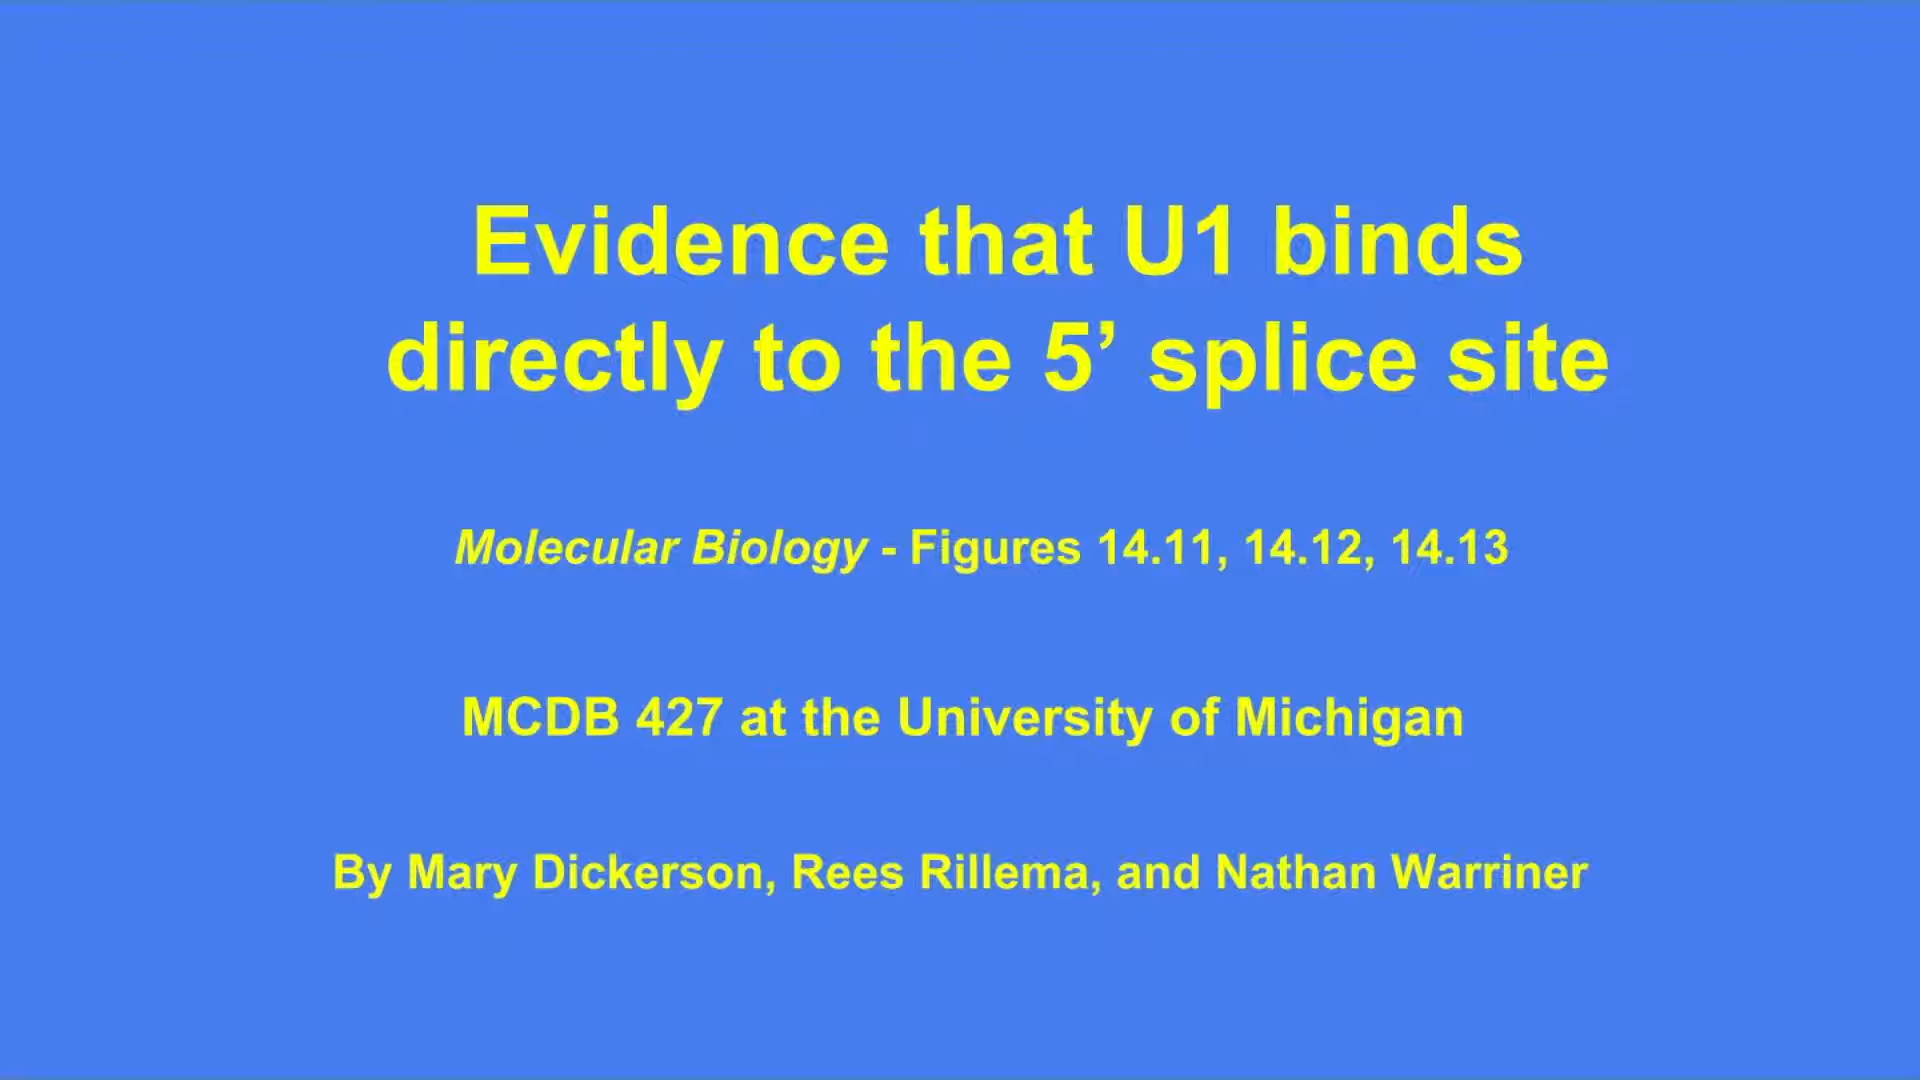 Evidence that U1 binds
directly to the 5’ splice site
Molecular Biology - Figures 14.11, 14.12, 14.13
MCDB 427 at the University of Michigan
By Mary Dickerson, Rees Rillema, and Nathan Warriner